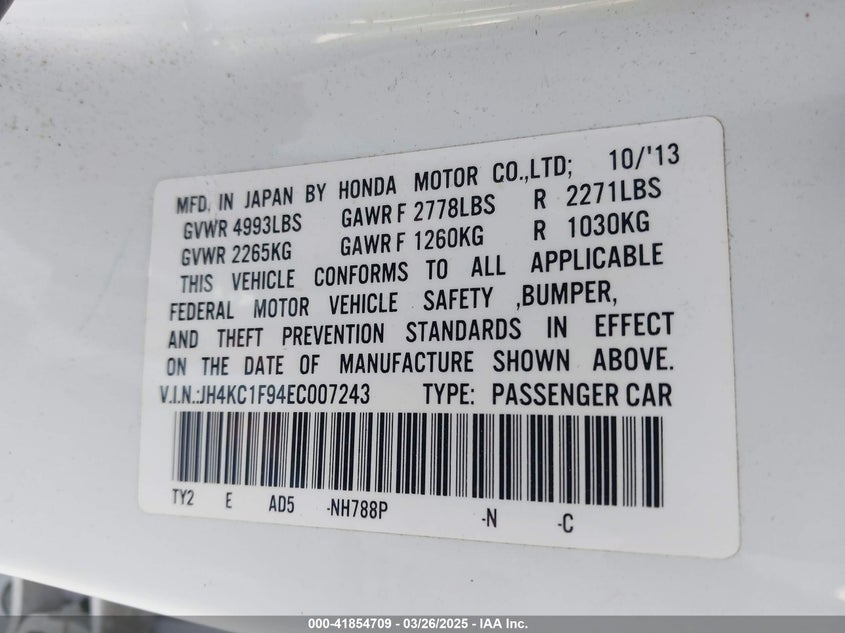 MFD. IN JAPAN BY HONDA MOTOR CO.,LTD; 10/'13
GVWR 4993LBS GAWR F 2778LBS R 2271LBS
GVWR 2265KG GAWR F 1260KG R 1030KG
THIS VEHICLE CONFORMS TO ALL APPLICABLE
FEDERAL MOTOR VEHICLE SAFETY ,BUMPER,
AND THEFT PREVENTION STANDARDS IN EFFECT
ON THE DATE OF MANUFACTURE SHOWN ABOVE.
V.I.N.:JH4KC1F94EC007243 TYPE: PASSENGER CAR
TY2 E AD5 -NH788P -N -C
000-41854709 - 03/26/2025 - IAA Inc.